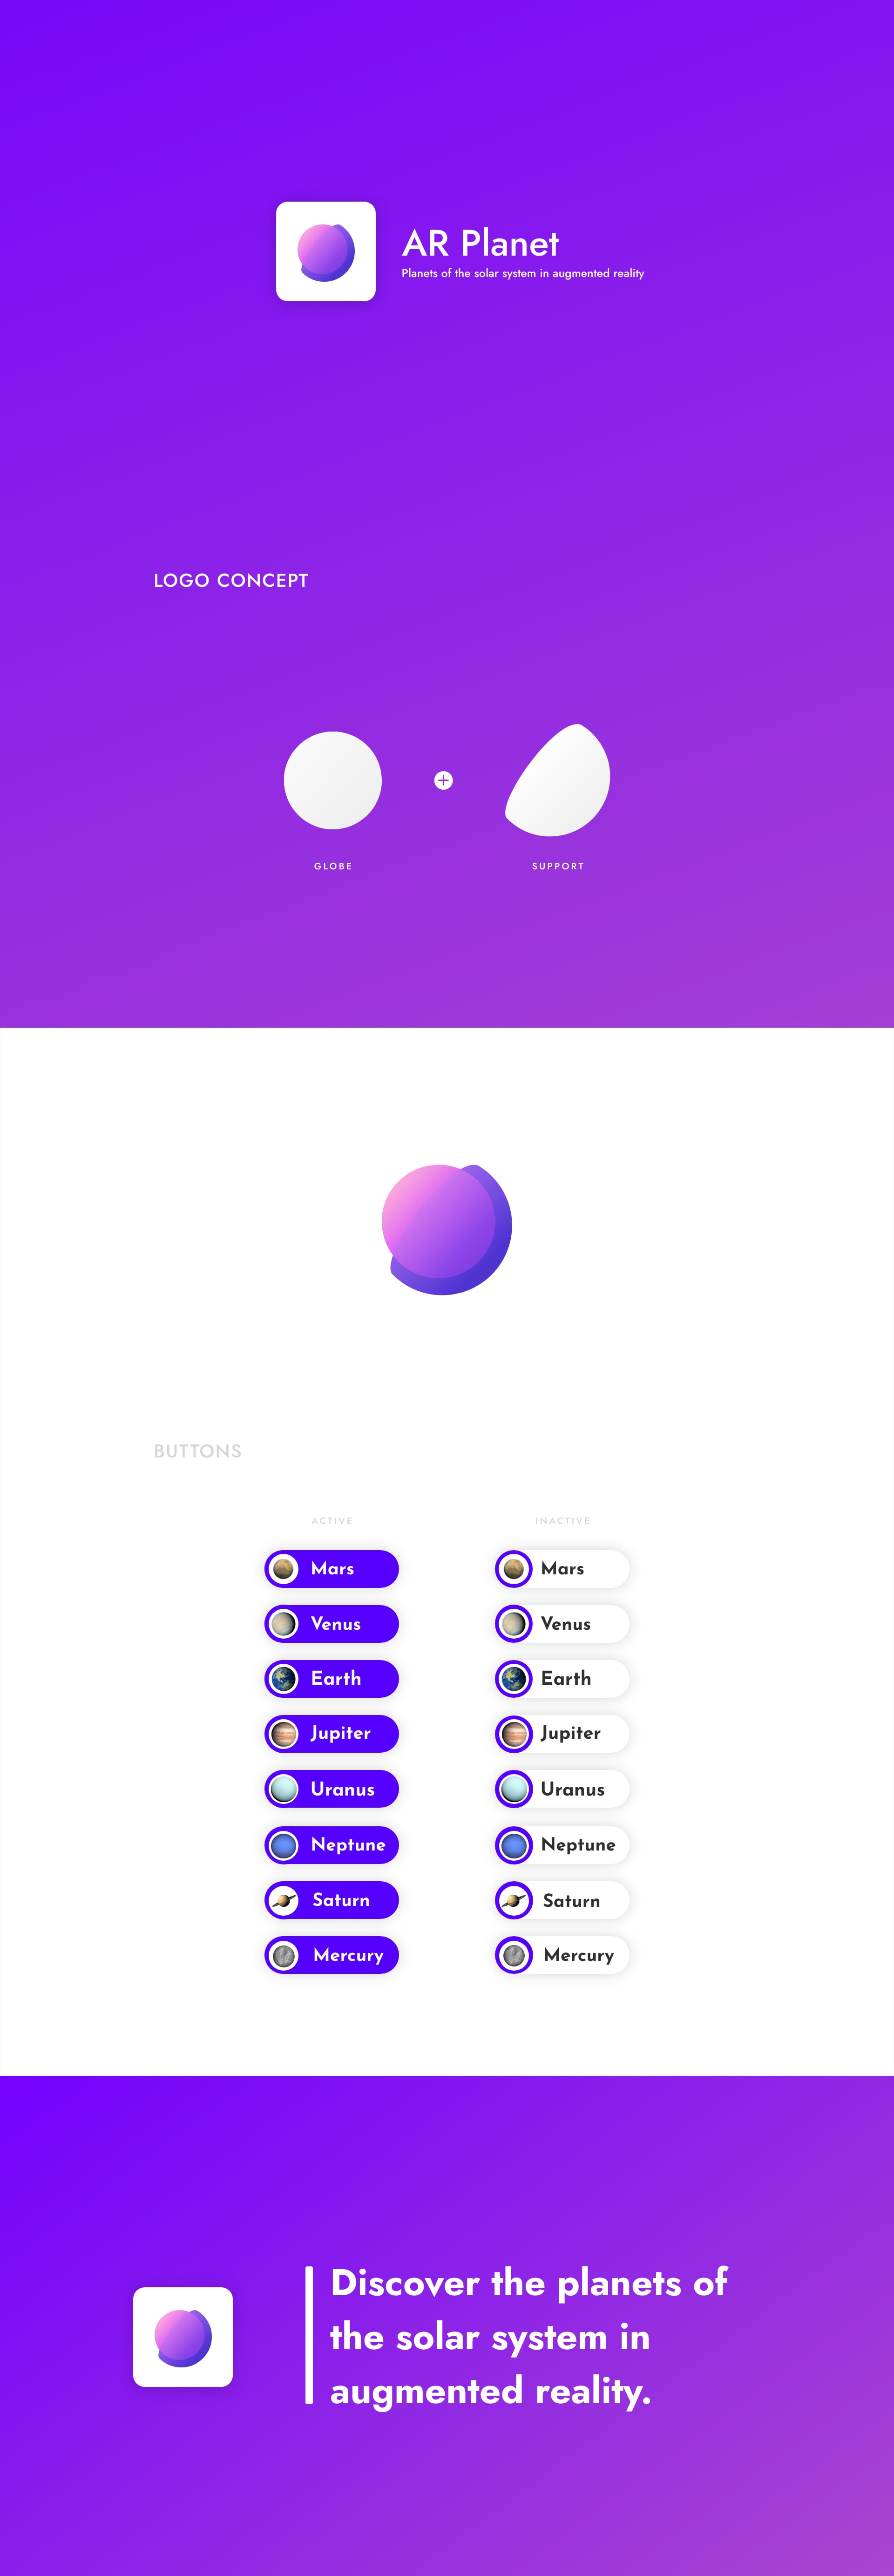 AR Planet
Planets of the solar system in augmented reality
LOGO CONCEPT
GLOBE
SUPPORT
BUTTONS
ACTIVE
INACTIVE
Mars
Mars
Venus
Venus
Earth
Earth
Jupiter
Jupiter
Uranus
Uranus
Neptune
Neptune
Saturn
Saturn
Mercury
Mercury
Discover the planets of
the solar system in
augmented reality.